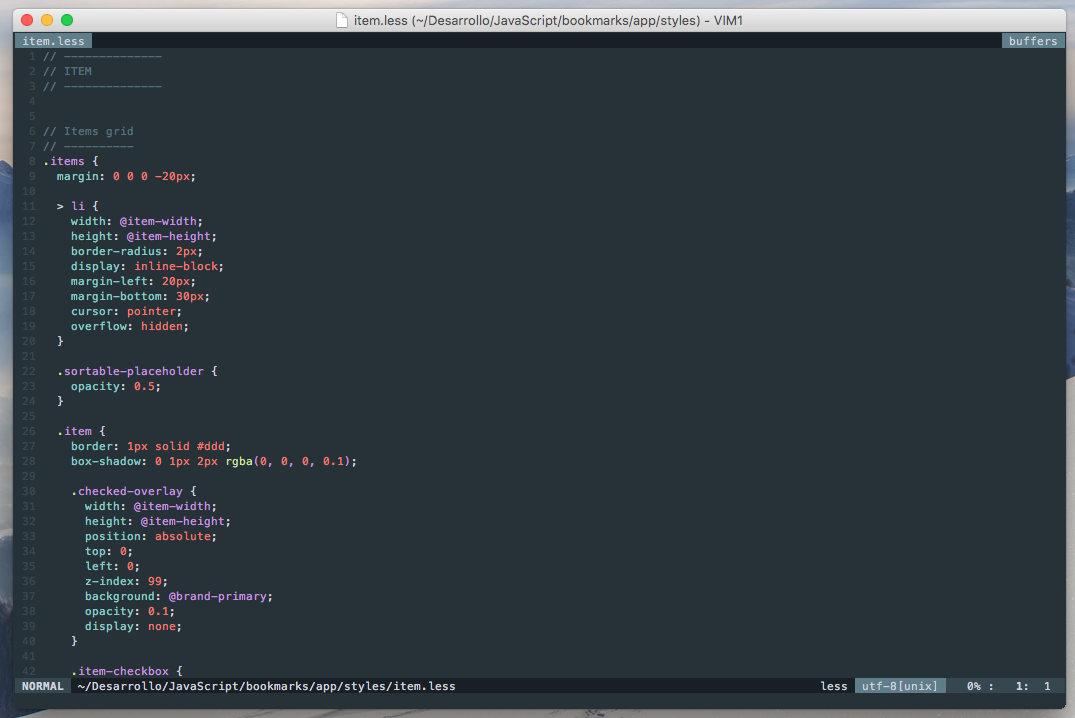 item.less (~/Desarrollo/JavaScript/bookmarks/app/styles) - VIM1
item.less buffers
1 // --------------
2 // ITEM
3 // --------------
4
5
6 // Items grid
7 // ----------
8 .items {
9   margin: 0 0 0 -20px;
10
11   > li {
12     width: @item-width;
13     height: @item-height;
14     border-radius: 2px;
15     display: inline-block;
16     margin-left: 20px;
17     margin-bottom: 30px;
18     cursor: pointer;
19     overflow: hidden;
20   }
21
22   .sortable-placeholder {
23     opacity: 0.5;
24   }
25
26   .item {
27     border: 1px solid #ddd;
28     box-shadow: 0 1px 2px rgba(0, 0, 0, 0.1);
29
30     .checked-overlay {
31       width: @item-width;
32       height: @item-height;
33       position: absolute;
34       top: 0;
35       left: 0;
36       z-index: 99;
37       background: @brand-primary;
38       opacity: 0.1;
39       display: none;
40     }
41
42     .item-checkbox {
NORMAL ~/Desarrollo/JavaScript/bookmarks/app/styles/item.less less utf-8[unix] 0% : 1: 1